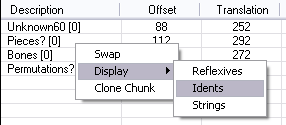 Description Offset Translation
Unknown60 [0] 88 252
Pieces? [0] 112 292
Bones [0] 272
Permutations?
Swap
Display
Clone Chunk
Reflexives
Idents
Strings